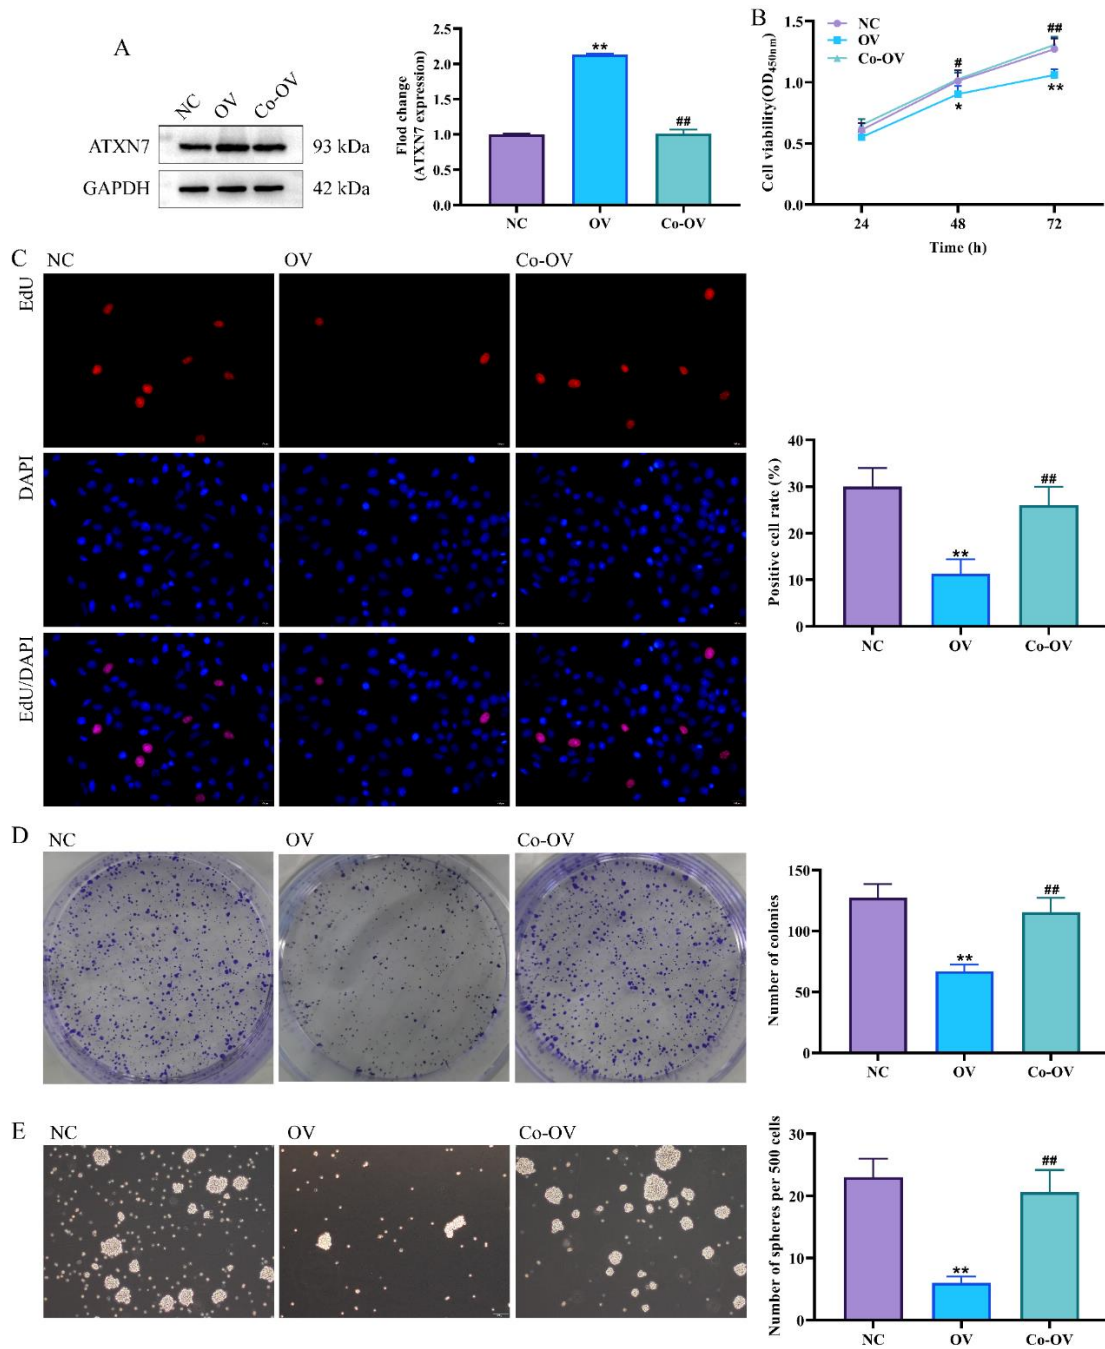 A
NC OV Co-OV
ATXN7 93 kDa
GAPDH 42 kDa
Flod change
(ATXN7 expression)
2.5
2.0
1.5
1.0
0.5
0.0
**
##
NC OV Co-OV
B
NC
OV
Co-OV
Cell viability(OD450nm)
1.5
1.0
0.5
0.0
#
*
##
**
24 48 72
Time (h)
C
NC OV Co-OV
EdU
DAPI
EdU/DAPI
Positive cell rate (%)
40
30
20
10
0
**
##
NC OV Co-OV
D
NC OV Co-OV
Number of colonies
150
100
50
0
**
##
NC OV Co-OV
E
NC OV Co-OV
Number of spheres per 500 cells
30
20
10
0
**
##
NC OV Co-OV